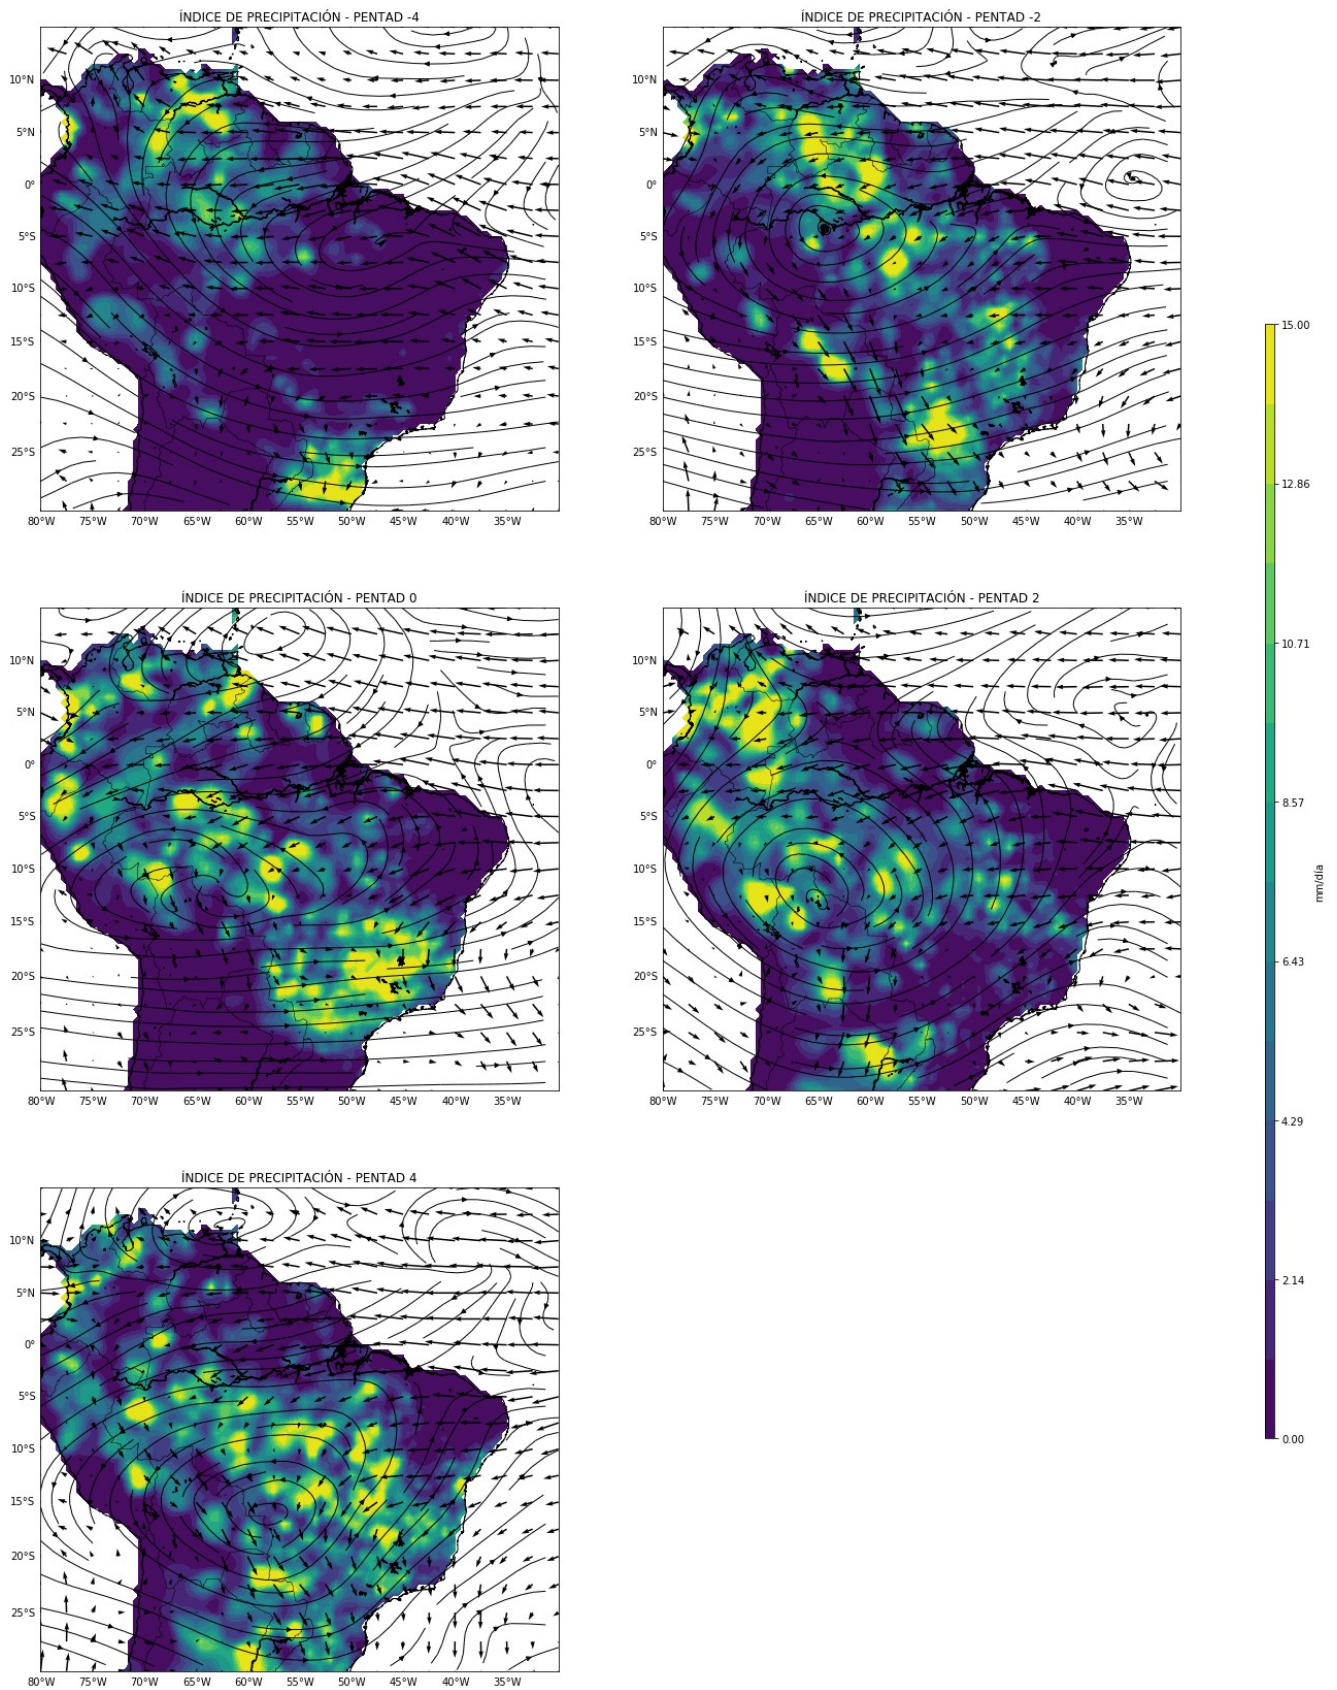 ÍNDICE DE PRECIPITACIÓN - PENTAD -4
10°N
5°N
0°
5°S
10°S
15°S
20°S
25°S
80°W 75°W 70°W 65°W 60°W 55°W 50°W 45°W 40°W 35°W
ÍNDICE DE PRECIPITACIÓN - PENTAD -2
10°N
5°N
0°
5°S
10°S
15°S
20°S
25°S
80°W 75°W 70°W 65°W 60°W 55°W 50°W 45°W 40°W 35°W
ÍNDICE DE PRECIPITACIÓN - PENTAD 0
10°N
5°N
0°
5°S
10°S
15°S
20°S
25°S
80°W 75°W 70°W 65°W 60°W 55°W 50°W 45°W 40°W 35°W
ÍNDICE DE PRECIPITACIÓN - PENTAD 2
10°N
5°N
0°
5°S
10°S
15°S
20°S
25°S
80°W 75°W 70°W 65°W 60°W 55°W 50°W 45°W 40°W 35°W
ÍNDICE DE PRECIPITACIÓN - PENTAD 4
10°N
5°N
0°
5°S
10°S
15°S
20°S
25°S
80°W 75°W 70°W 65°W 60°W 55°W 50°W 45°W 40°W 35°W
15.00
12.86
10.71
8.57
6.43
4.29
2.14
0.00
mm/día